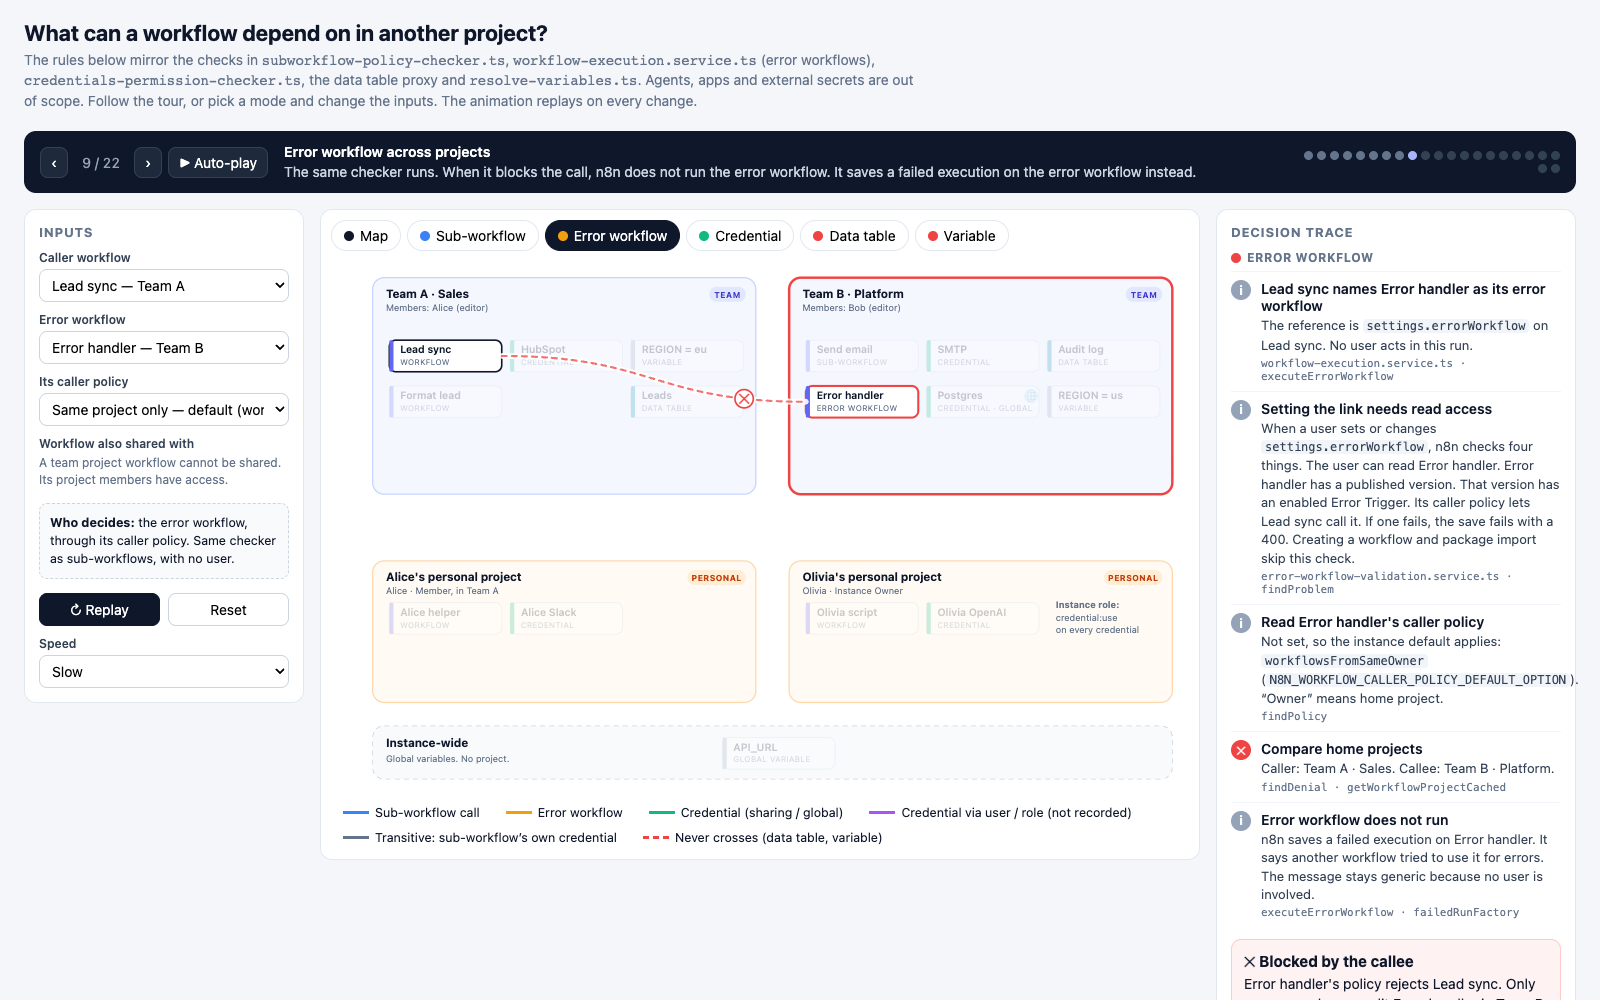 What can a workflow depend on in another project?
The rules below mirror the checks in subworkflow-policy-checker.ts, workflow-execution.service.ts (error workflows),
credentials-permission-checker.ts, the data table proxy and resolve-variables.ts. Agents, apps and external secrets are out
of scope. Follow the tour, or pick a mode and change the inputs. The animation replays on every change.
‹ 9 / 22 › ▶ Auto-play
Error workflow across projects
The same checker runs. When it blocks the call, n8n does not run the error workflow. It saves a failed execution on the error workflow instead.
INPUTS
Caller workflow
Lead sync — Team A
Error workflow
Error handler — Team B
Its caller policy
Same project only — default (wor
Workflow also shared with
A team project workflow cannot be shared.
Its project members have access.
Who decides: the error workflow,
through its caller policy. Same checker
as sub-workflows, with no user.
↻ Replay
Reset
Speed
Slow
Map
Sub-workflow
Error workflow
Credential
Data table
Variable
Team A · Sales
TEAM
Members: Alice (editor)
Lead sync
WORKFLOW
HubSpot
CREDENTIAL
REGION = eu
VARIABLE
Format lead
WORKFLOW
Leads
DATA TABLE
Team B · Platform
TEAM
Members: Bob (editor)
Send email
SUB-WORKFLOW
SMTP
CREDENTIAL
Audit log
DATA TABLE
Error handler
ERROR WORKFLOW
Postgres
CREDENTIAL · GLOBAL
REGION = us
VARIABLE
Alice's personal project
PERSONAL
Alice · Member, in Team A
Alice helper
WORKFLOW
Alice Slack
CREDENTIAL
Olivia's personal project
PERSONAL
Olivia · Instance Owner
Olivia script
WORKFLOW
Olivia OpenAI
CREDENTIAL
Instance role:
credential:use
on every credential
Instance-wide
Global variables. No project.
API_URL
GLOBAL VARIABLE
Sub-workflow call
Error workflow
Credential (sharing / global)
Credential via user / role (not recorded)
Transitive: sub-workflow's own credential
Never crosses (data table, variable)
DECISION TRACE
ERROR WORKFLOW
Lead sync names Error handler as its error
workflow
The reference is settings.errorWorkflow on
Lead sync. No user acts in this run.
workflow-execution.service.ts ·
executeErrorWorkflow
Setting the link needs read access
When a user sets or changes
settings.errorWorkflow, n8n checks four
things. The user can read Error handler. Error
handler has a published version. That version has
an enabled Error Trigger. Its caller policy lets
Lead sync call it. If one fails, the save fails with a
400. Creating a workflow and package import
skip this check.
error-workflow-validation.service.ts ·
findProblem
Read Error handler's caller policy
Not set, so the instance default applies:
workflowsFromSameOwner
(N8N_WORKFLOW_CALLER_POLICY_DEFAULT_OPTION).
“Owner” means home project.
findPolicy
Compare home projects
Caller: Team A · Sales. Callee: Team B · Platform.
findDenial · getWorkflowProjectCached
Error workflow does not run
n8n saves a failed execution on Error handler. It
says another workflow tried to use it for errors.
The message stays generic because no user is
involved.
executeErrorWorkflow · failedRunFactory
✕ Blocked by the callee
Error handler's policy rejects Lead sync. Only